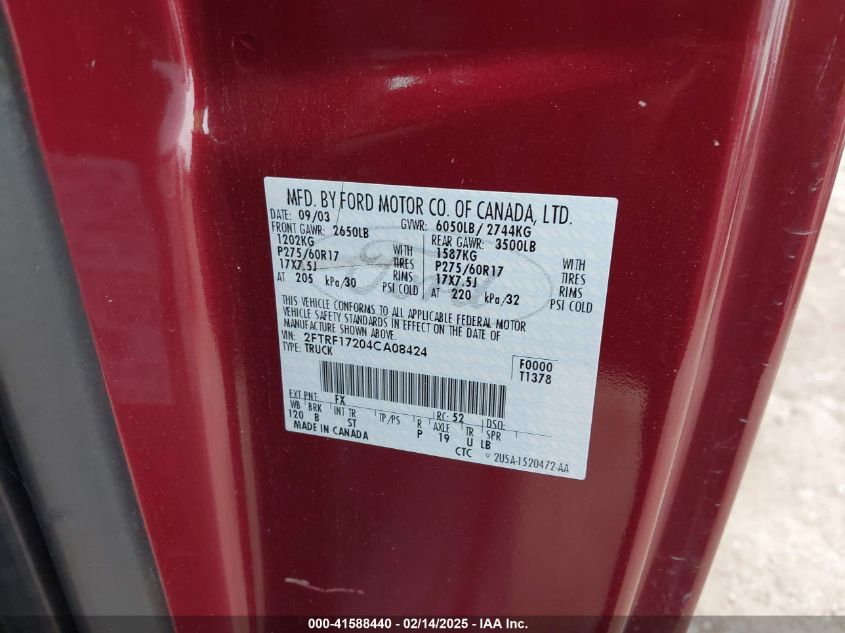 MFD. BY FORD MOTOR CO. OF CANADA, LTD.
DATE: 09/03 GVWR: 6050LB/ 2744KG
FRONT GAWR: 2650LB REAR GAWR: 3500LB
1202KG WITH 1587KG WITH
P275/60R17 TIRES P275/60R17 TIRES
17X7.5J RIMS 17X7.5J RIMS
AT 205 kPa/30 PSI COLD AT 220 kPa/32 PSI COLD
THIS VEHICLE CONFORMS TO ALL APPLICABLE FEDERAL MOTOR
VEHICLE SAFETY STANDARDS IN EFFECT ON THE DATE OF
MANUFACTURE SHOWN ABOVE.
VIN: 2FTRF17204CA08424 F0000
TYPE: TRUCK T1378
EXT PNT: FX RC: 52 DSO:
WB BRK INT TR TP/PS R AXLE TR SPR
120 B ST P 19 U LB
MADE IN CANADA CTC 2U5A-1520472-AA
Ford
000-41588440 - 02/14/2025 - IAA Inc.